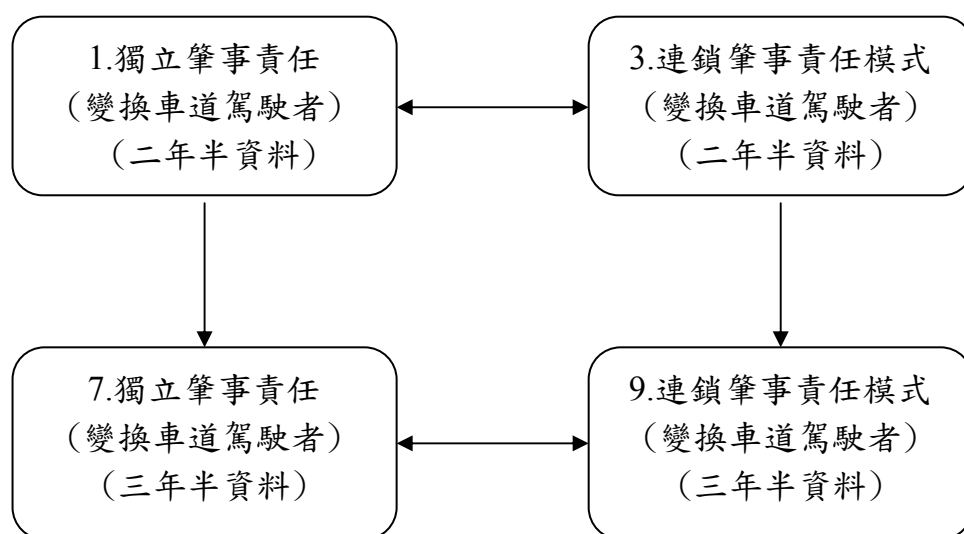 1.獨立肇事責任
（變換車道駕駛者）
（二年半資料）
3.連鎖肇事責任模式
（變換車道駕駛者）
（二年半資料）
7.獨立肇事責任
（變換車道駕駛者）
（三年半資料）
9.連鎖肇事責任模式
（變換車道駕駛者）
（三年半資料）